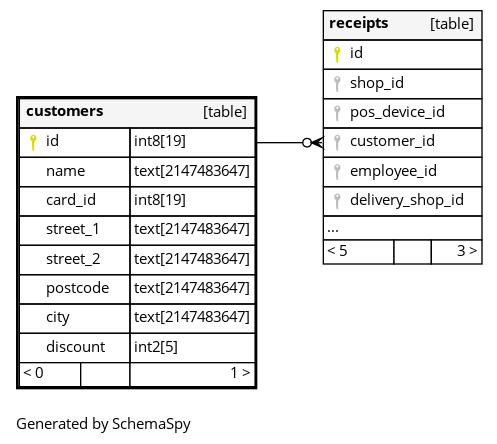 receipts [table]
id
shop_id
pos_device_id
customer_id
employee_id
delivery_shop_id
...
< 5 3 >
customers [table]
id int8[19]
name text[2147483647]
card_id int8[19]
street_1 text[2147483647]
street_2 text[2147483647]
postcode text[2147483647]
city text[2147483647]
discount int2[5]
< 0 1 >
Generated by SchemaSpy